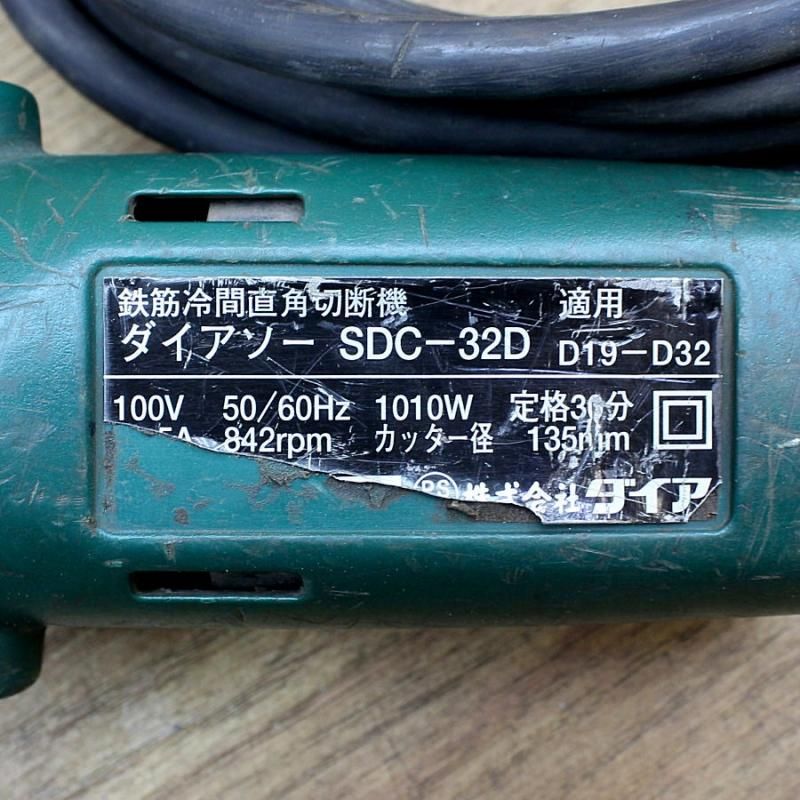 鉄筋冷間直角切断機 適用
ダイアソー SDC-32D D19-D32
100V 50/60Hz 1010W 定格30分
5A 842rpm カッター径 135mm
PS 株式会社ダイア